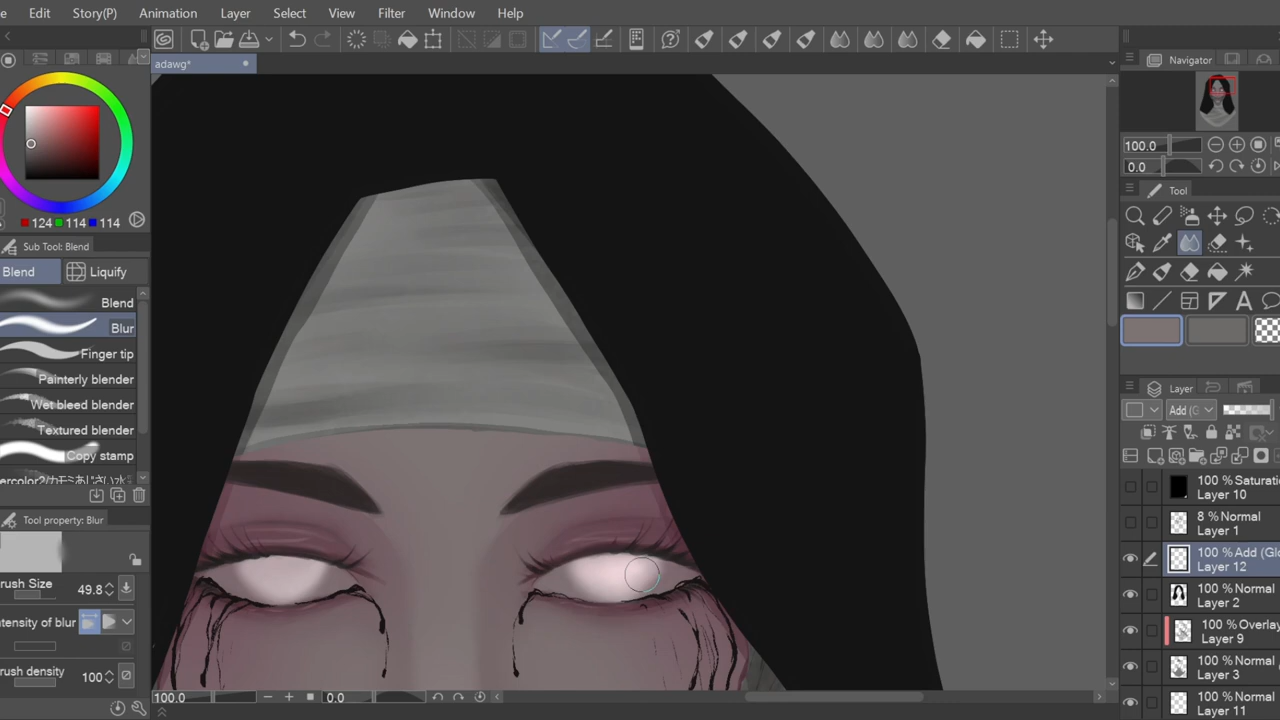 Edit Story(P) Animation Layer Select View Filter Window Help
adawg*
Navigator
100.0
0.0
Tool
124 114 114
Sub Tool: Blend
Blend Liquify
Blend
Blur
Finger tip
Painterly blender
Wet bleed blender
Textured blender
Copy stamp
Tool property: Blur
rush Size 49.8
ntensity of blur
rush density 100
100.0 0.0
Layer
Add (G
100 % Saturati
Layer 10
8 % Normal
Layer 1
100 % Add (Glo
Layer 12
100 % Normal
Layer 2
100 % Overlay
Layer 9
100 % Normal
Layer 3
100 % Normal
Layer 11